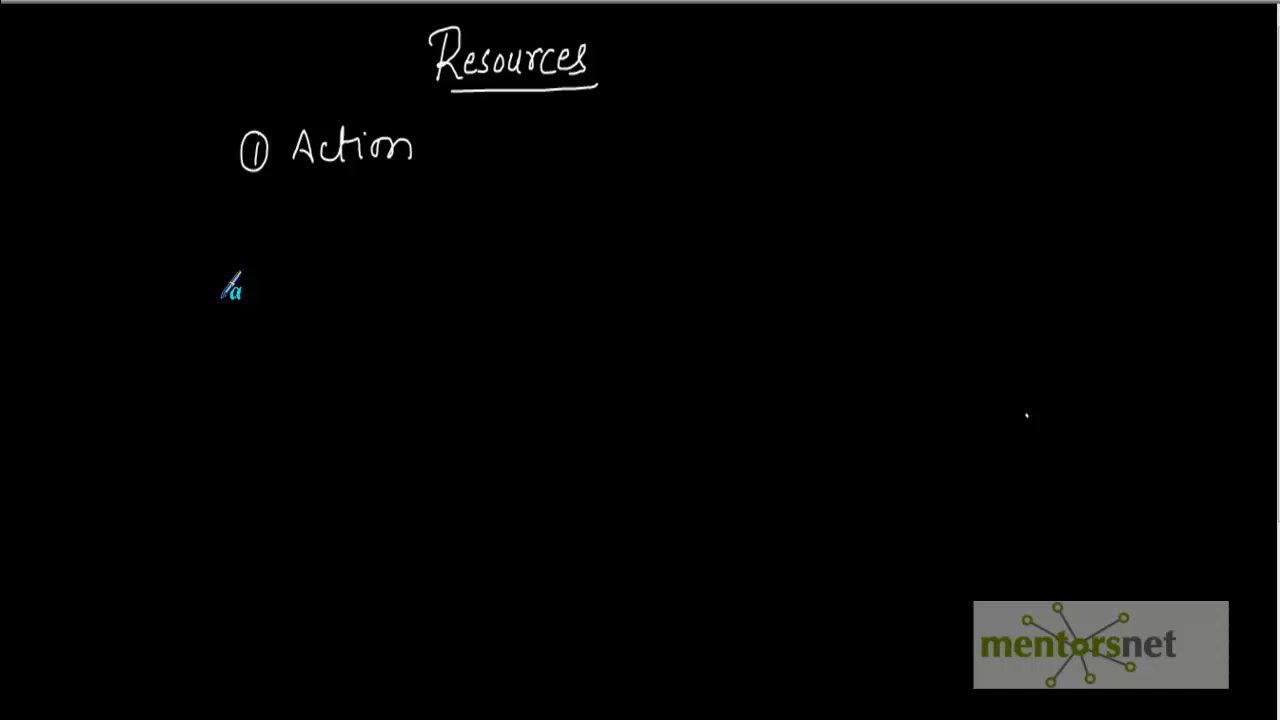 Resources
① Action
mentorsnet